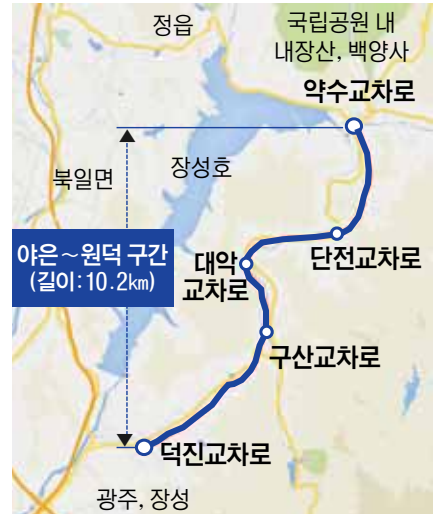 정읍
국립공원 내
내장산, 백양사
약수교차로
북일면
장성호
야은~원덕 구간
(길이:10.2㎞)
대악
교차로
단전교차로
구산교차로
덕진교차로
광주, 장성